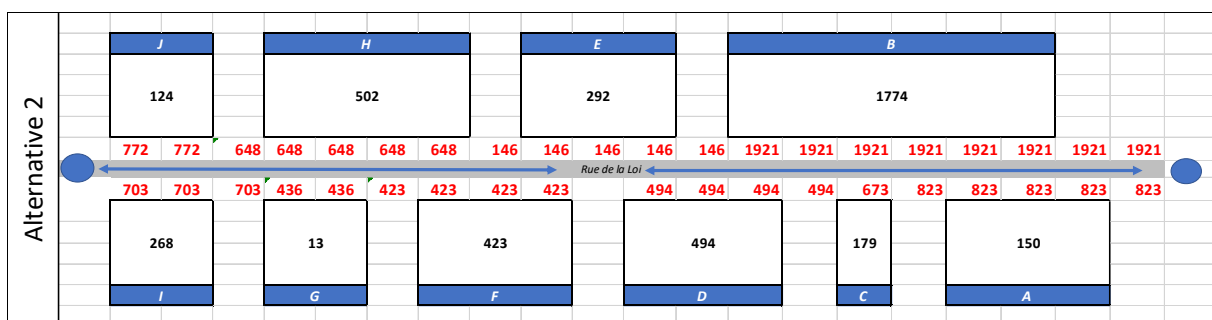 Alternative 2
J H E B
124 502 292 1774
772 772 648 648 648 648 648 146 146 146 146 146 1921 1921 1921 1921 1921 1921 1921 1921
Rue de la Loi
703 703 703 436 436 423 423 423 423 494 494 494 494 673 823 823 823 823 823
268 13 423 494 179 150
I G F D C A